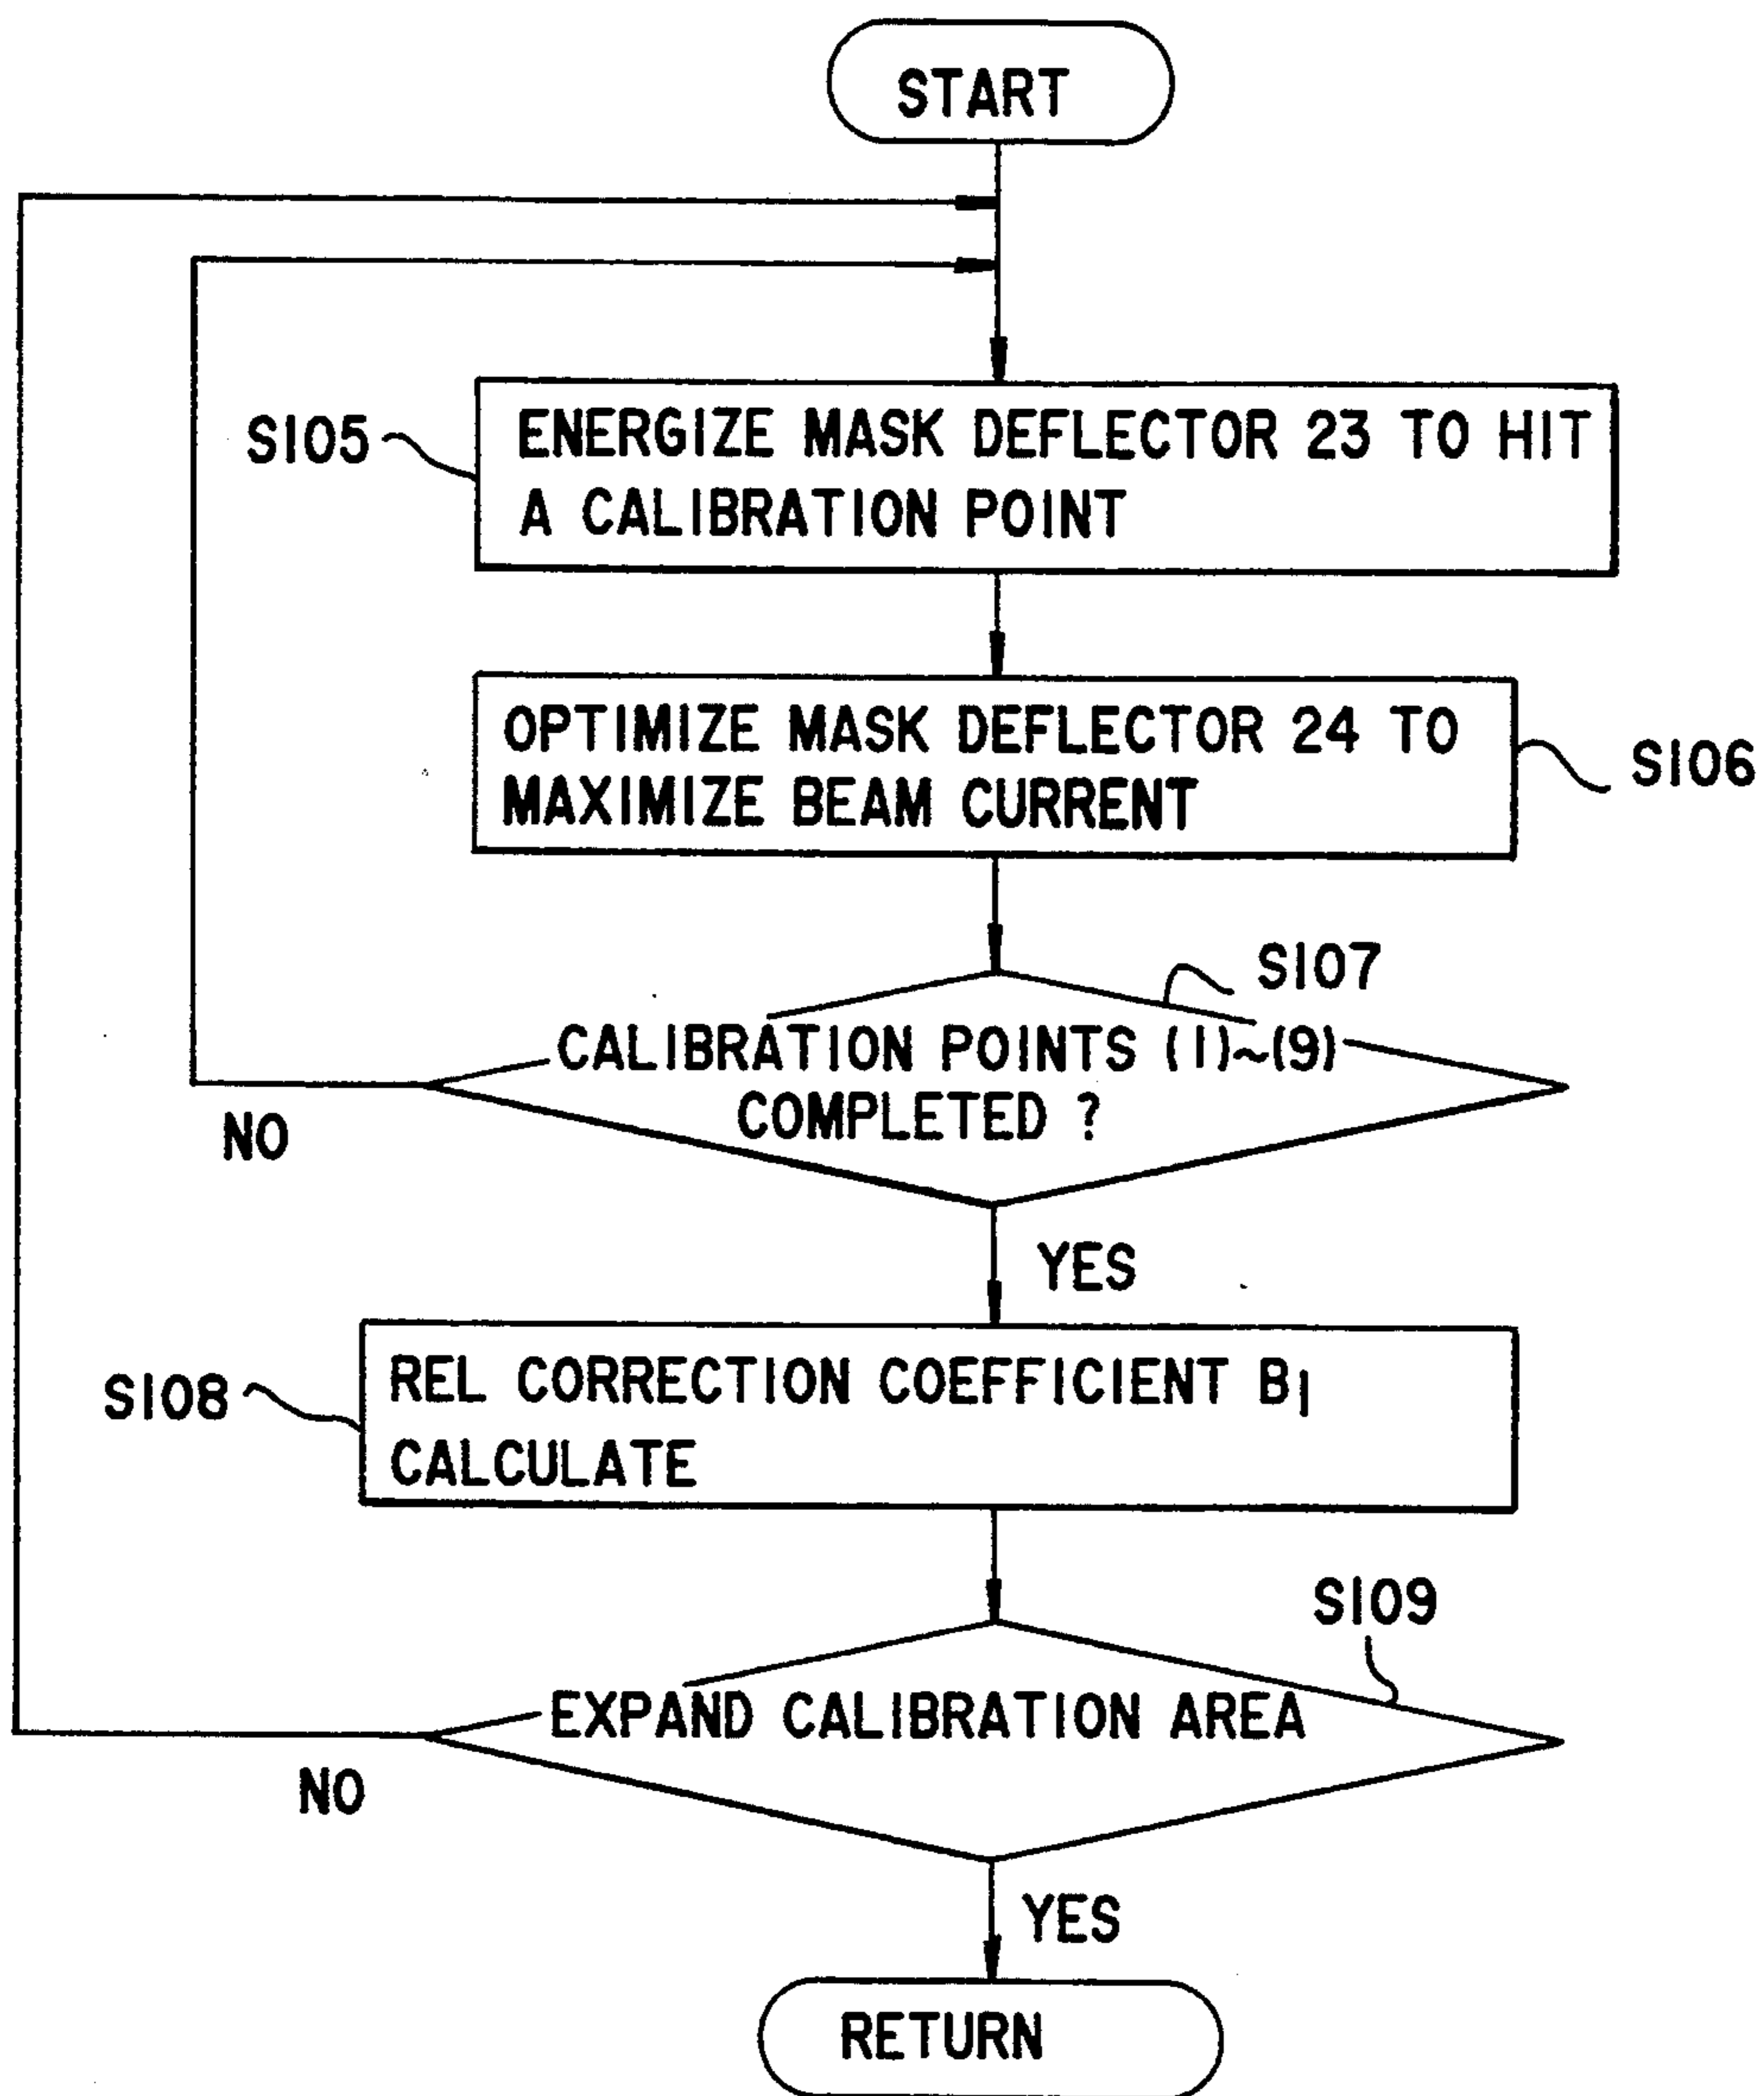 START
S105
ENERGIZE MASK DEFLECTOR 23 TO HIT
A CALIBRATION POINT
OPTIMIZE MASK DEFLECTOR 24 TO
MAXIMIZE BEAM CURRENT
S106
S107
CALIBRATION POINTS (1)~(9)
COMPLETED ?
NO
YES
S108
REL CORRECTION COEFFICIENT B1
CALCULATE
S109
EXPAND CALIBRATION AREA
NO
YES
RETURN